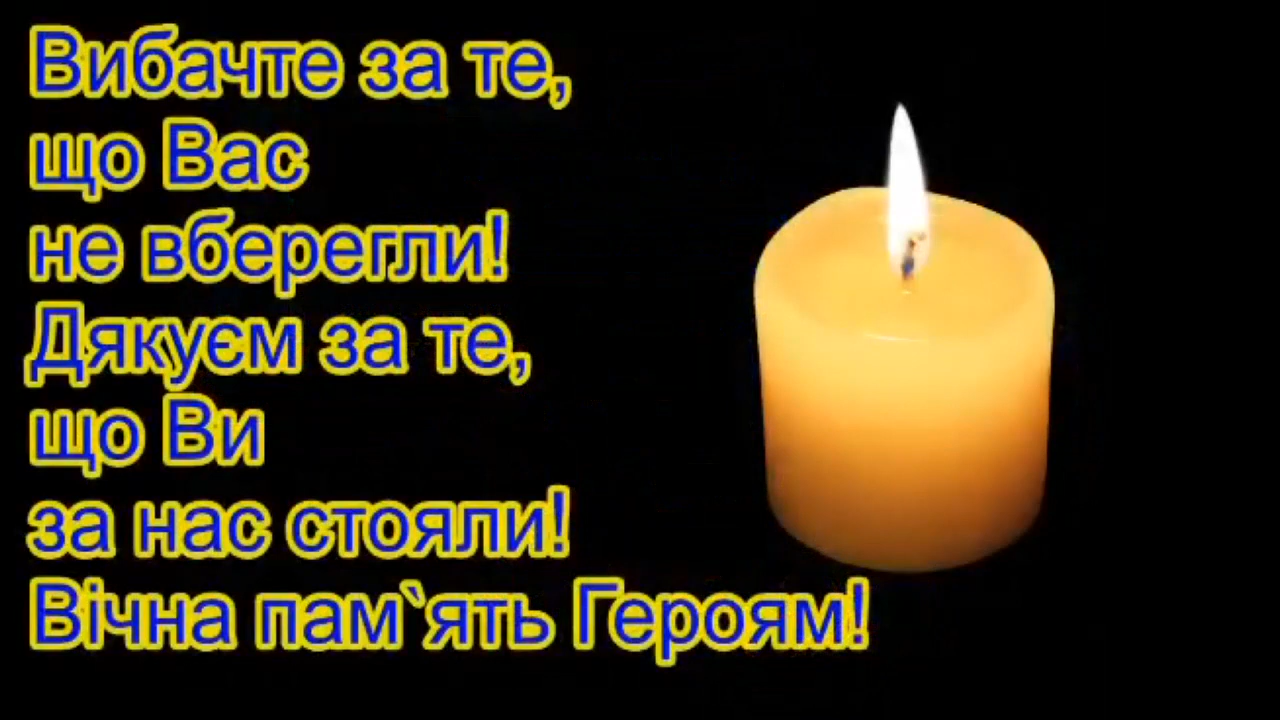 Вибачте за те,
що Вас
не вберегли!
Дякуєм за те,
що Ви
за нас стояли!
Вічна пам`ять Героям!